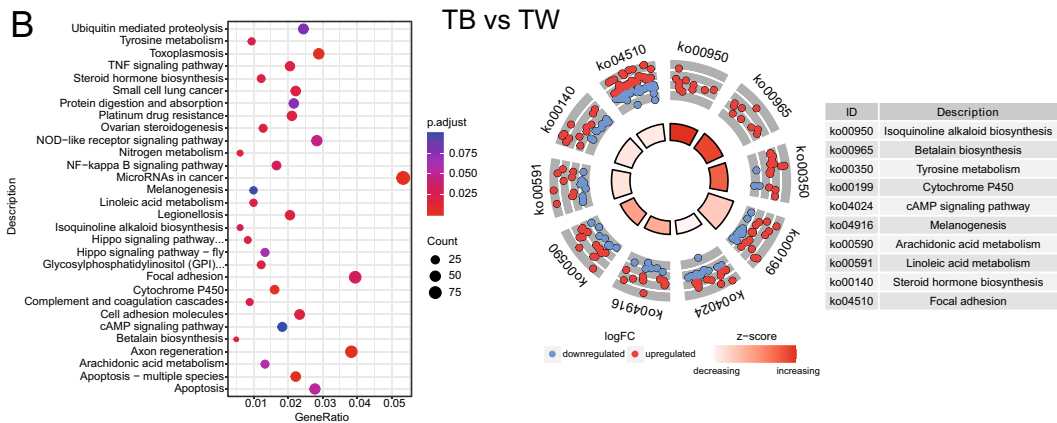 B
TB vs TW
Description
Ubiquitin mediated proteolysis
Tyrosine metabolism
Toxoplasmosis
TNF signaling pathway
Steroid hormone biosynthesis
Small cell lung cancer
Protein digestion and absorption
Platinum drug resistance
Ovarian steroidogenesis
NOD−like receptor signaling pathway
Nitrogen metabolism
NF−kappa B signaling pathway
MicroRNAs in cancer
Melanogenesis
Linoleic metabolism
Legionellosis
Isoquinoline alkaloid biosynthesis
Hippo signaling pathway...
Hippo signaling pathway − fly
Glycosylphosphatidylinositol (GPI)...
Focal adhesion
Cytochrome P450
Complement and coagulation cascades
Cell adhesion molecules
cAMP signaling pathway
Betalain biosynthesis
Axon regeneration
Arachidonic acid metabolism
Apoptosis − multiple species
Apoptosis
0.01 0.02 0.03 0.04 0.05
GeneRatio
p.adjust
0.075
0.050
0.025
Count
25
50
75
ko00950
ko00965
ko00350
ko00199
ko04024
ko04916
ko00590
ko00591
ko00140
ko04510
logFC
downregulated upregulated
z−score
decreasing increasing
ID Description
ko00950 Isoquinoline alkaloid biosynthesis
ko00965 Betalain biosynthesis
ko00350 Tyrosine metabolism
ko00199 Cytochrome P450
ko04024 cAMP signaling pathway
ko04916 Melanogenesis
ko00590 Arachidonic acid metabolism
ko00591 Linoleic acid metabolism
ko00140 Steroid hormone biosynthesis
ko04510 Focal adhesion